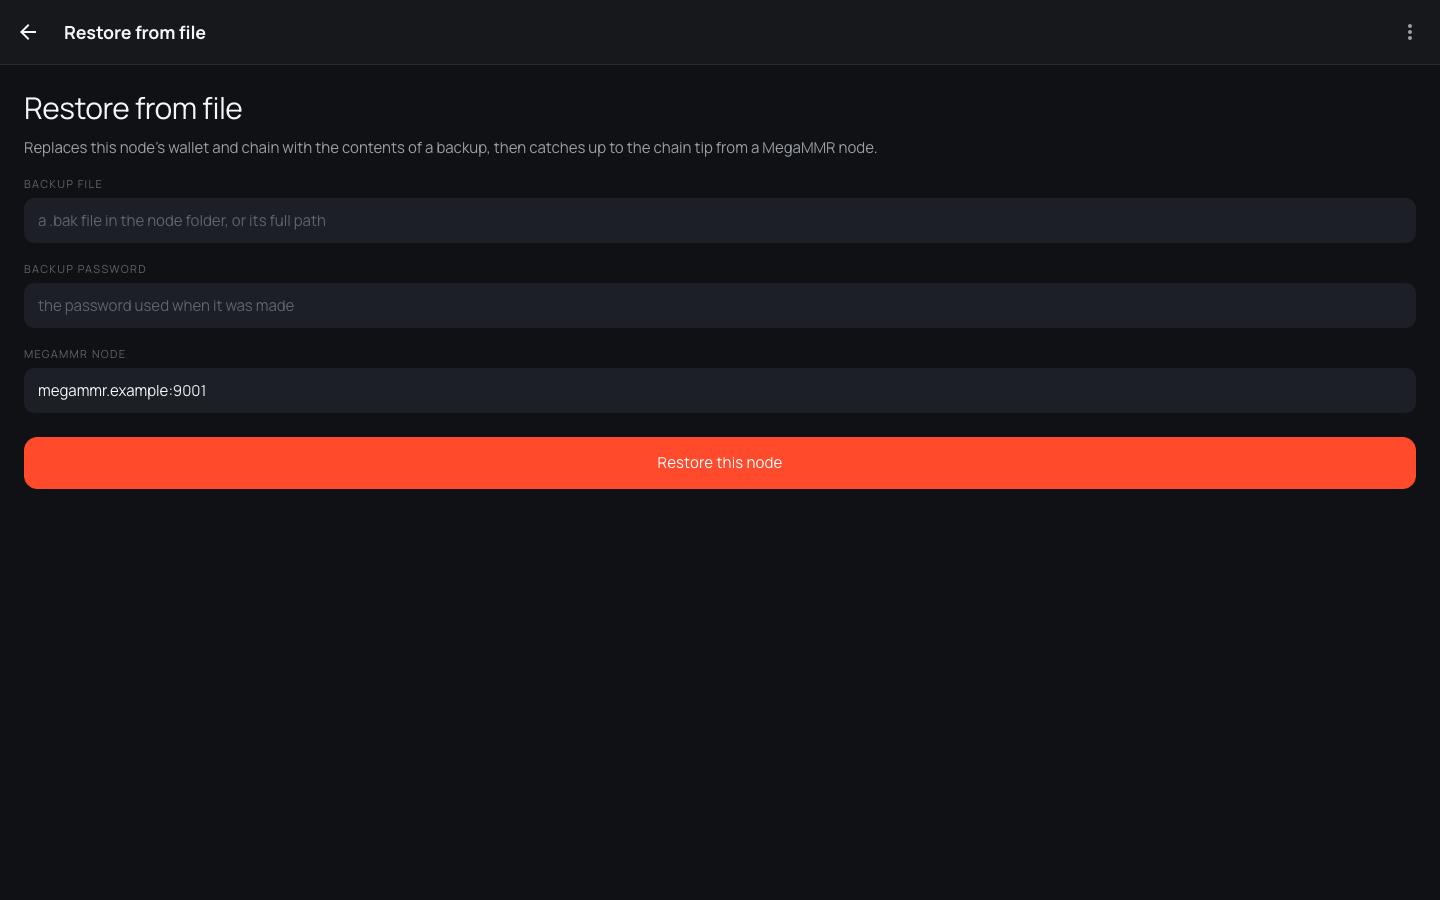 Restore from file
Restore from file
Replaces this node's wallet and chain with the contents of a backup, then catches up to the chain tip from a MegaMMR node.
BACKUP FILE
a .bak file in the node folder, or its full path
BACKUP PASSWORD
the password used when it was made
MEGAMMR NODE
megammr.example:9001
Restore this node